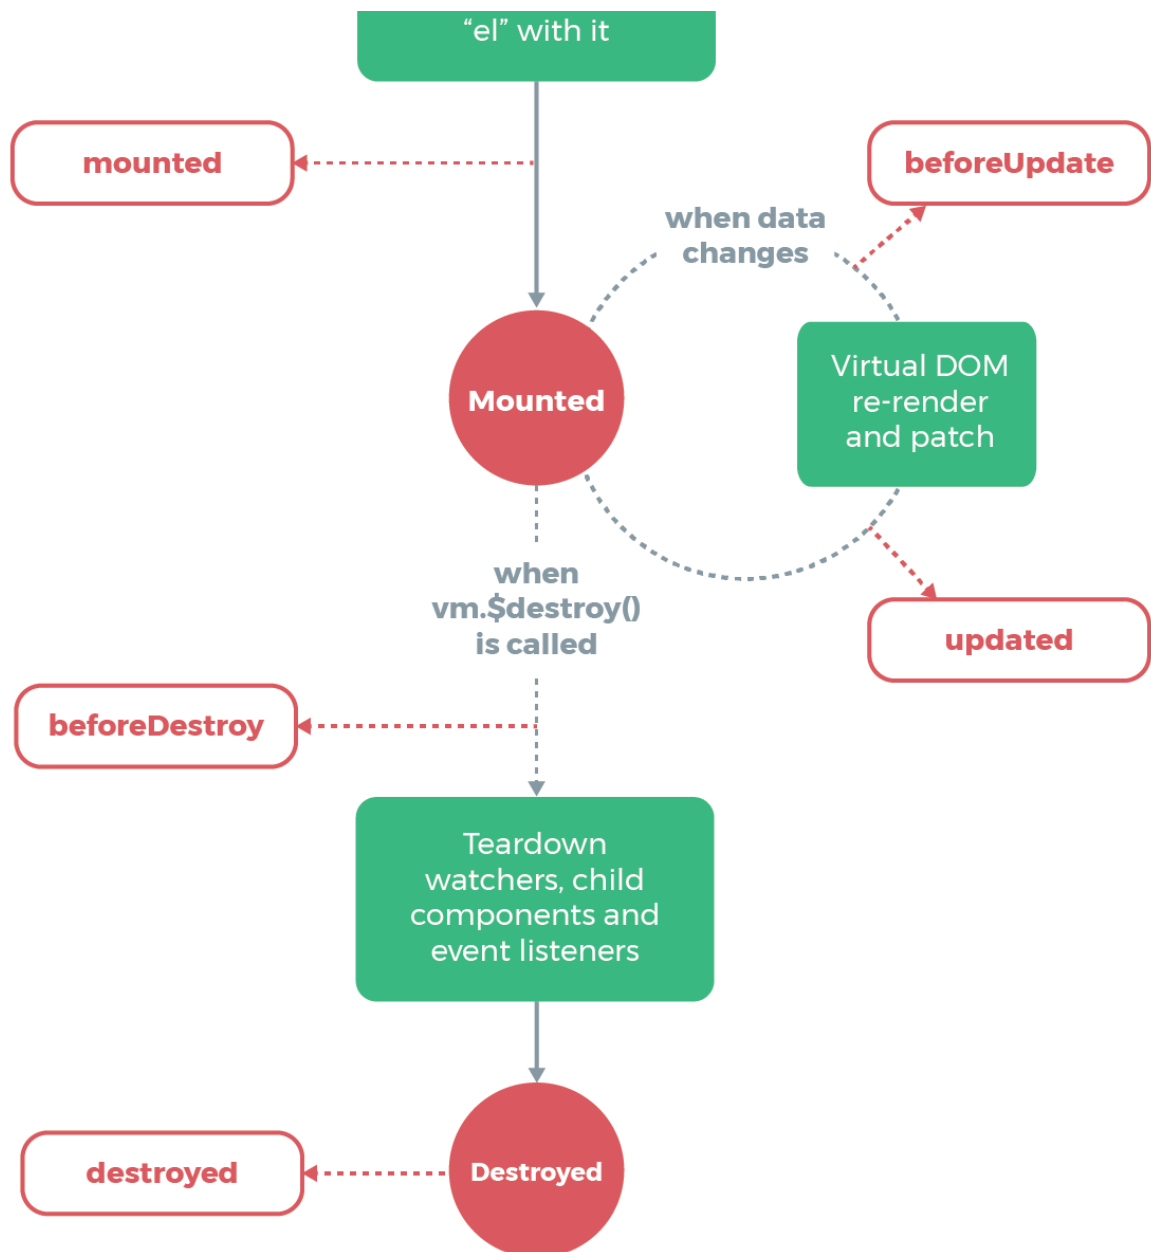 “el” with it
mounted
beforeUpdate
when data
changes
Mounted
Virtual DOM
re-render
and patch
when
vm.$destroy()
is called
updated
beforeDestroy
Teardown
watchers, child
components and
event listeners
destroyed
Destroyed